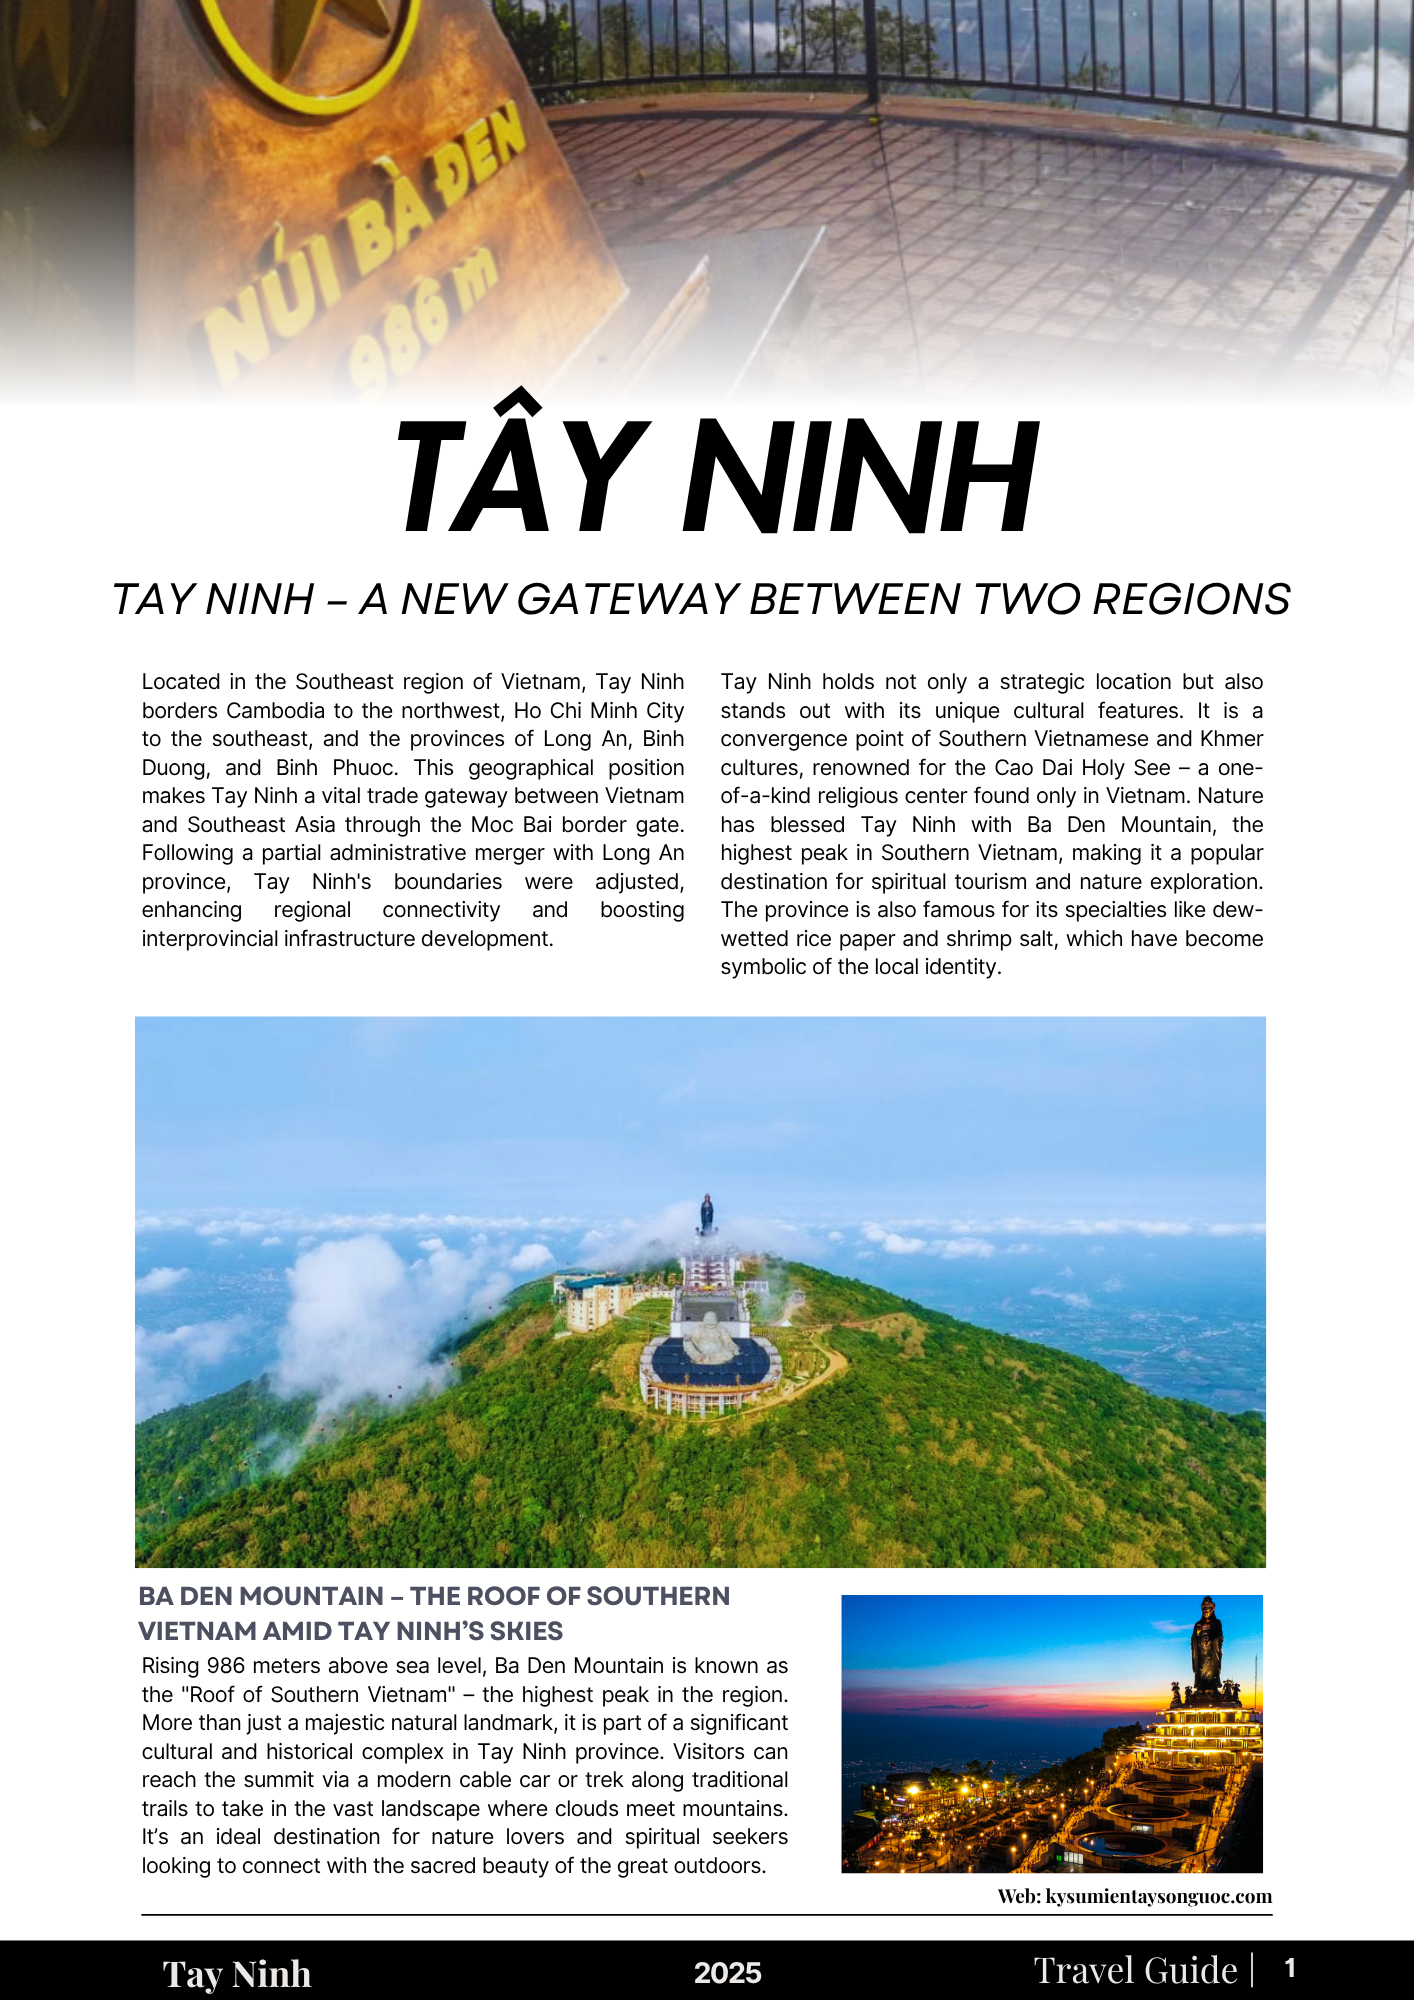 NÚI BÀ ĐEN
986 m
TÂY NINH
TAY NINH – A NEW GATEWAY BETWEEN TWO REGIONS
Located in the Southeast region of Vietnam, Tay Ninh
borders Cambodia to the northwest, Ho Chi Minh City
to the southeast, and the provinces of Long An, Binh
Duong, and Binh Phuoc. This geographical position
makes Tay Ninh a vital trade gateway between Vietnam
and Southeast Asia through the Moc Bai border gate.
Following a partial administrative merger with Long An
province, Tay Ninh's boundaries were adjusted,
enhancing regional connectivity and boosting
interprovincial infrastructure development.
Tay Ninh holds not only a strategic location but also
stands out with its unique cultural features. It is a
convergence point of Southern Vietnamese and Khmer
cultures, renowned for the Cao Dai Holy See – a one-
of-a-kind religious center found only in Vietnam. Nature
has blessed Tay Ninh with Ba Den Mountain, the
highest peak in Southern Vietnam, making it a popular
destination for spiritual tourism and nature exploration.
The province is also famous for its specialties like dew-
wetted rice paper and shrimp salt, which have become
symbolic of the local identity.
BA DEN MOUNTAIN – THE ROOF OF SOUTHERN
VIETNAM AMID TAY NINH’S SKIES
Rising 986 meters above sea level, Ba Den Mountain is known as
the "Roof of Southern Vietnam" – the highest peak in the region.
More than just a majestic natural landmark, it is part of a significant
cultural and historical complex in Tay Ninh province. Visitors can
reach the summit via a modern cable car or trek along traditional
trails to take in the vast landscape where clouds meet mountains.
It’s an ideal destination for nature lovers and spiritual seekers
looking to connect with the sacred beauty of the great outdoors.
Web: kysumientaysonguoc.com
Tay Ninh
2025
Travel Guide | 1